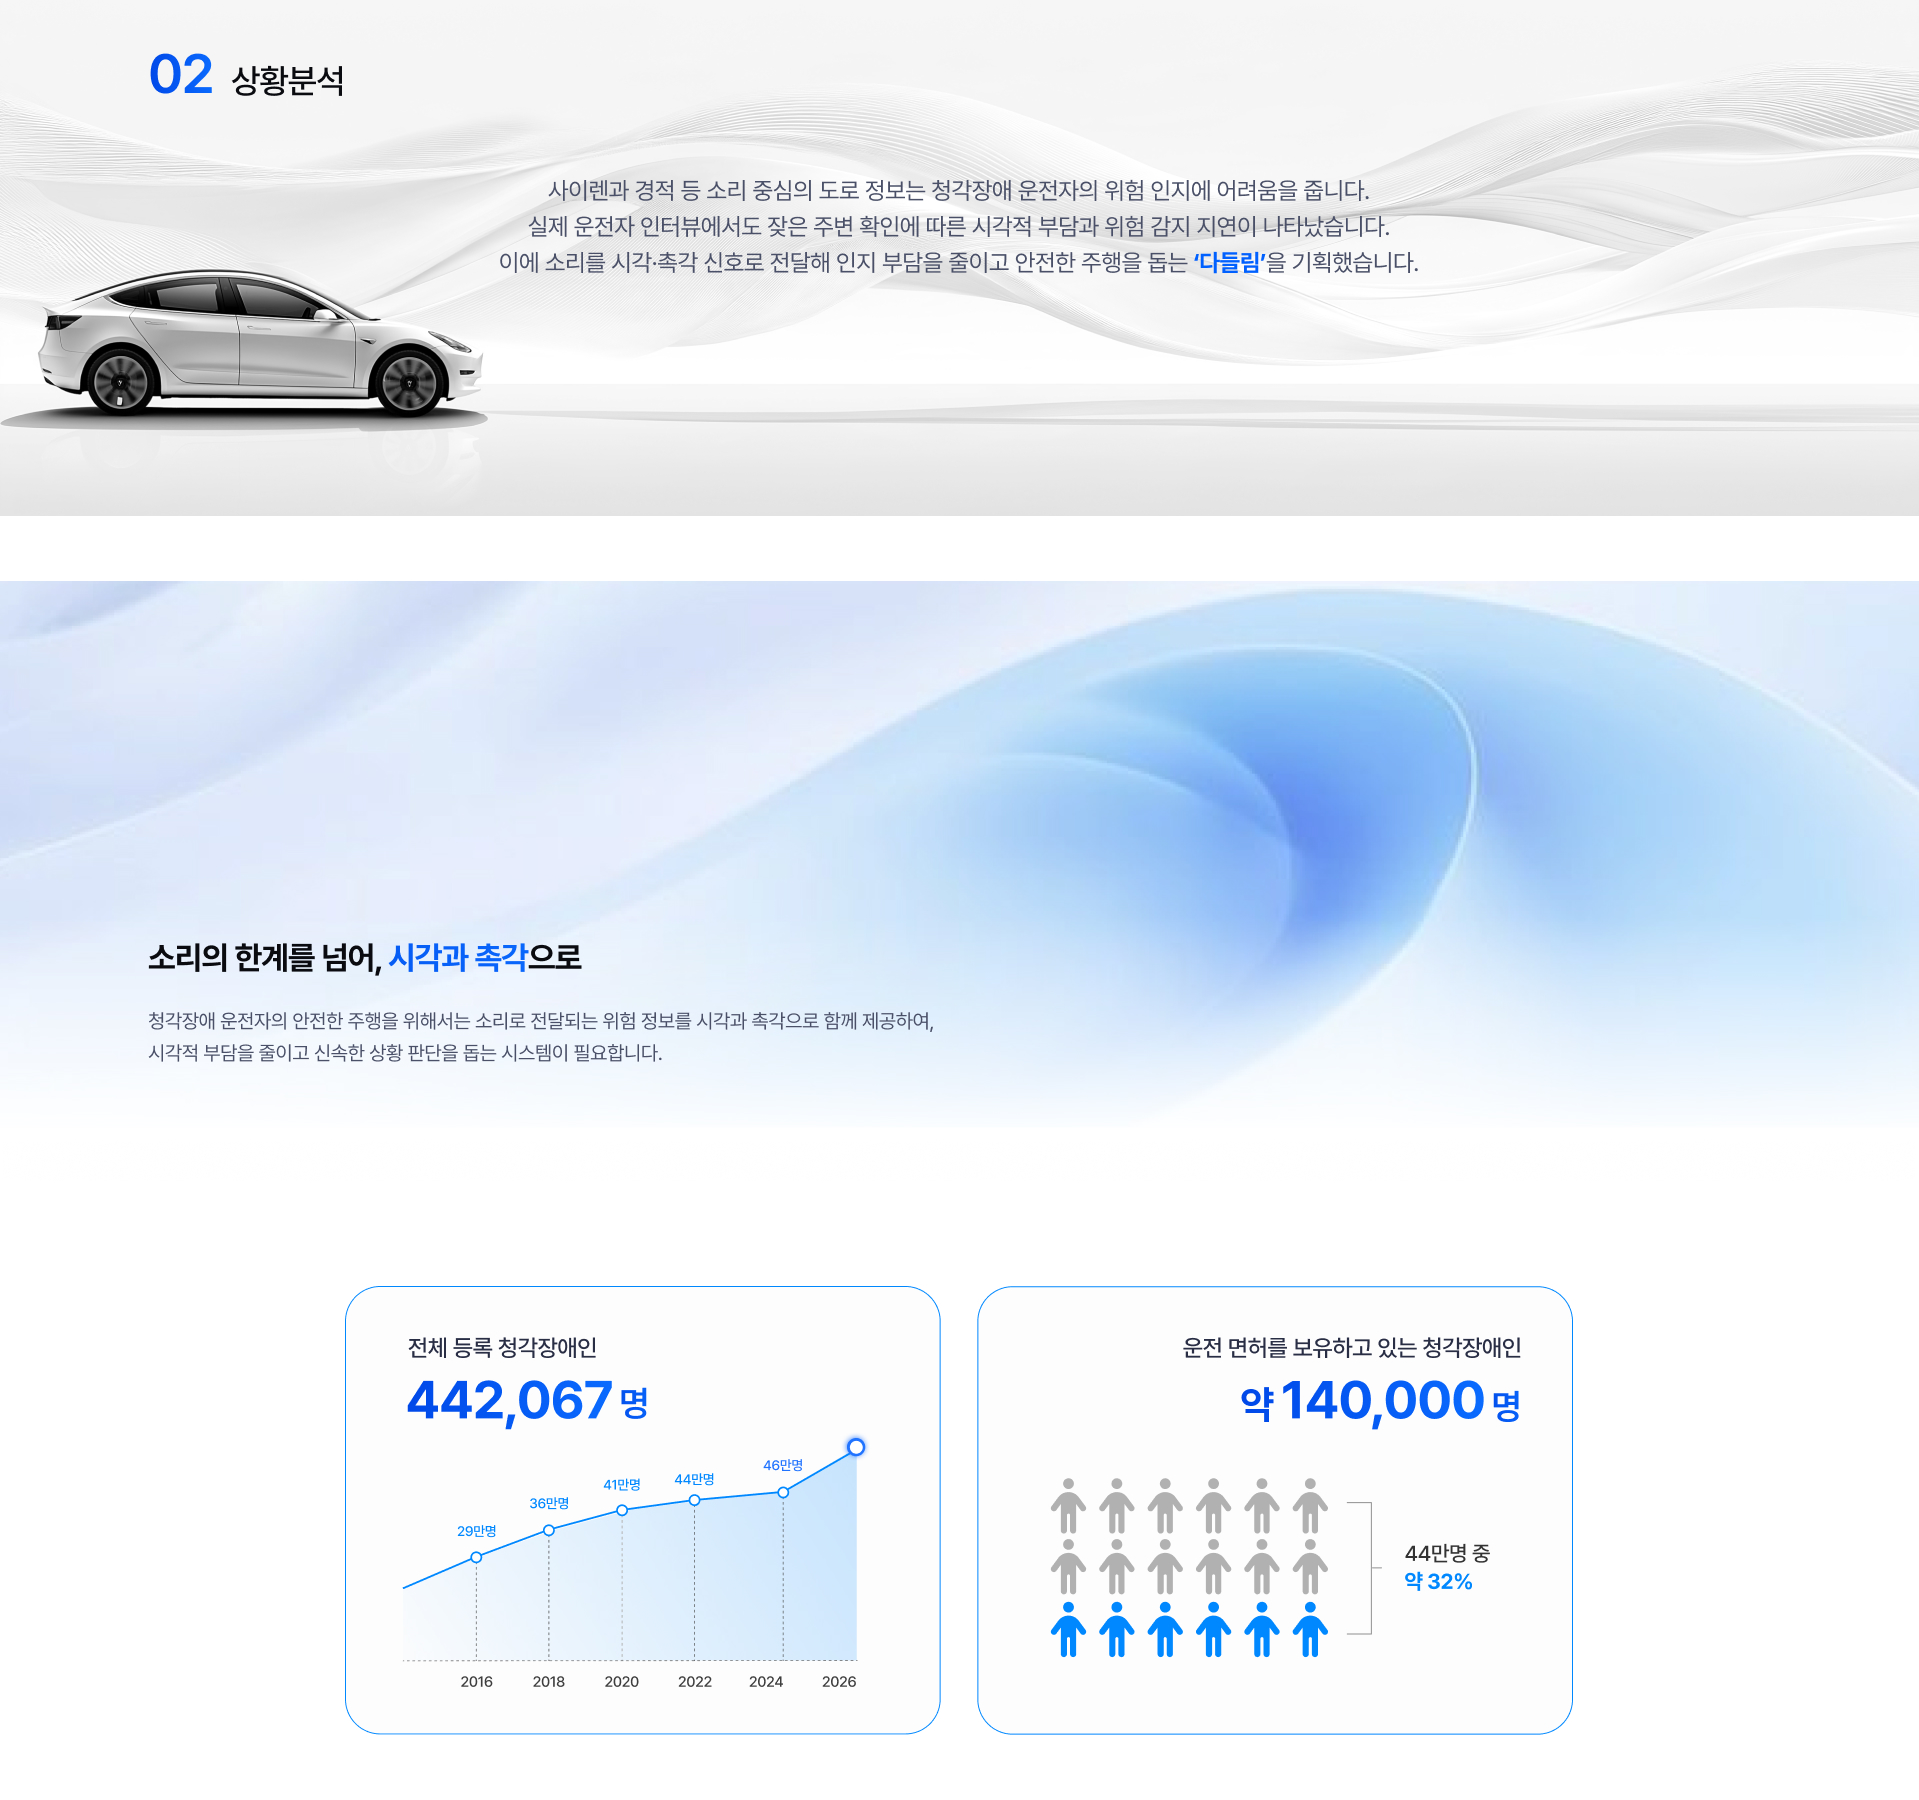 02 상황분석
사이렌과 경적 등 소리 중심의 도로 정보는 청각장애 운전자의 위험 인지에 어려움을 줍니다.
실제 운전자 인터뷰에서도 잦은 주변 확인에 따른 시각적 부담과 위험 감지 지연이 나타났습니다.
이에 소리를 시각·촉각 신호로 전달해 인지 부담을 줄이고 안전한 주행을 돕는 ‘다들림’을 기획했습니다.
소리의 한계를 넘어, 시각과 촉각으로
청각장애 운전자의 안전한 주행을 위해서는 소리로 전달되는 위험 정보를 시각과 촉각으로 함께 제공하여,
시각적 부담을 줄이고 신속한 상황 판단을 돕는 시스템이 필요합니다.
전체 등록 청각장애인
442,067 명
29만명
36만명
41만명
44만명
46만명
2016
2018
2020
2022
2024
2026
운전 면허를 보유하고 있는 청각장애인
약 140,000 명
44만명 중
약 32%